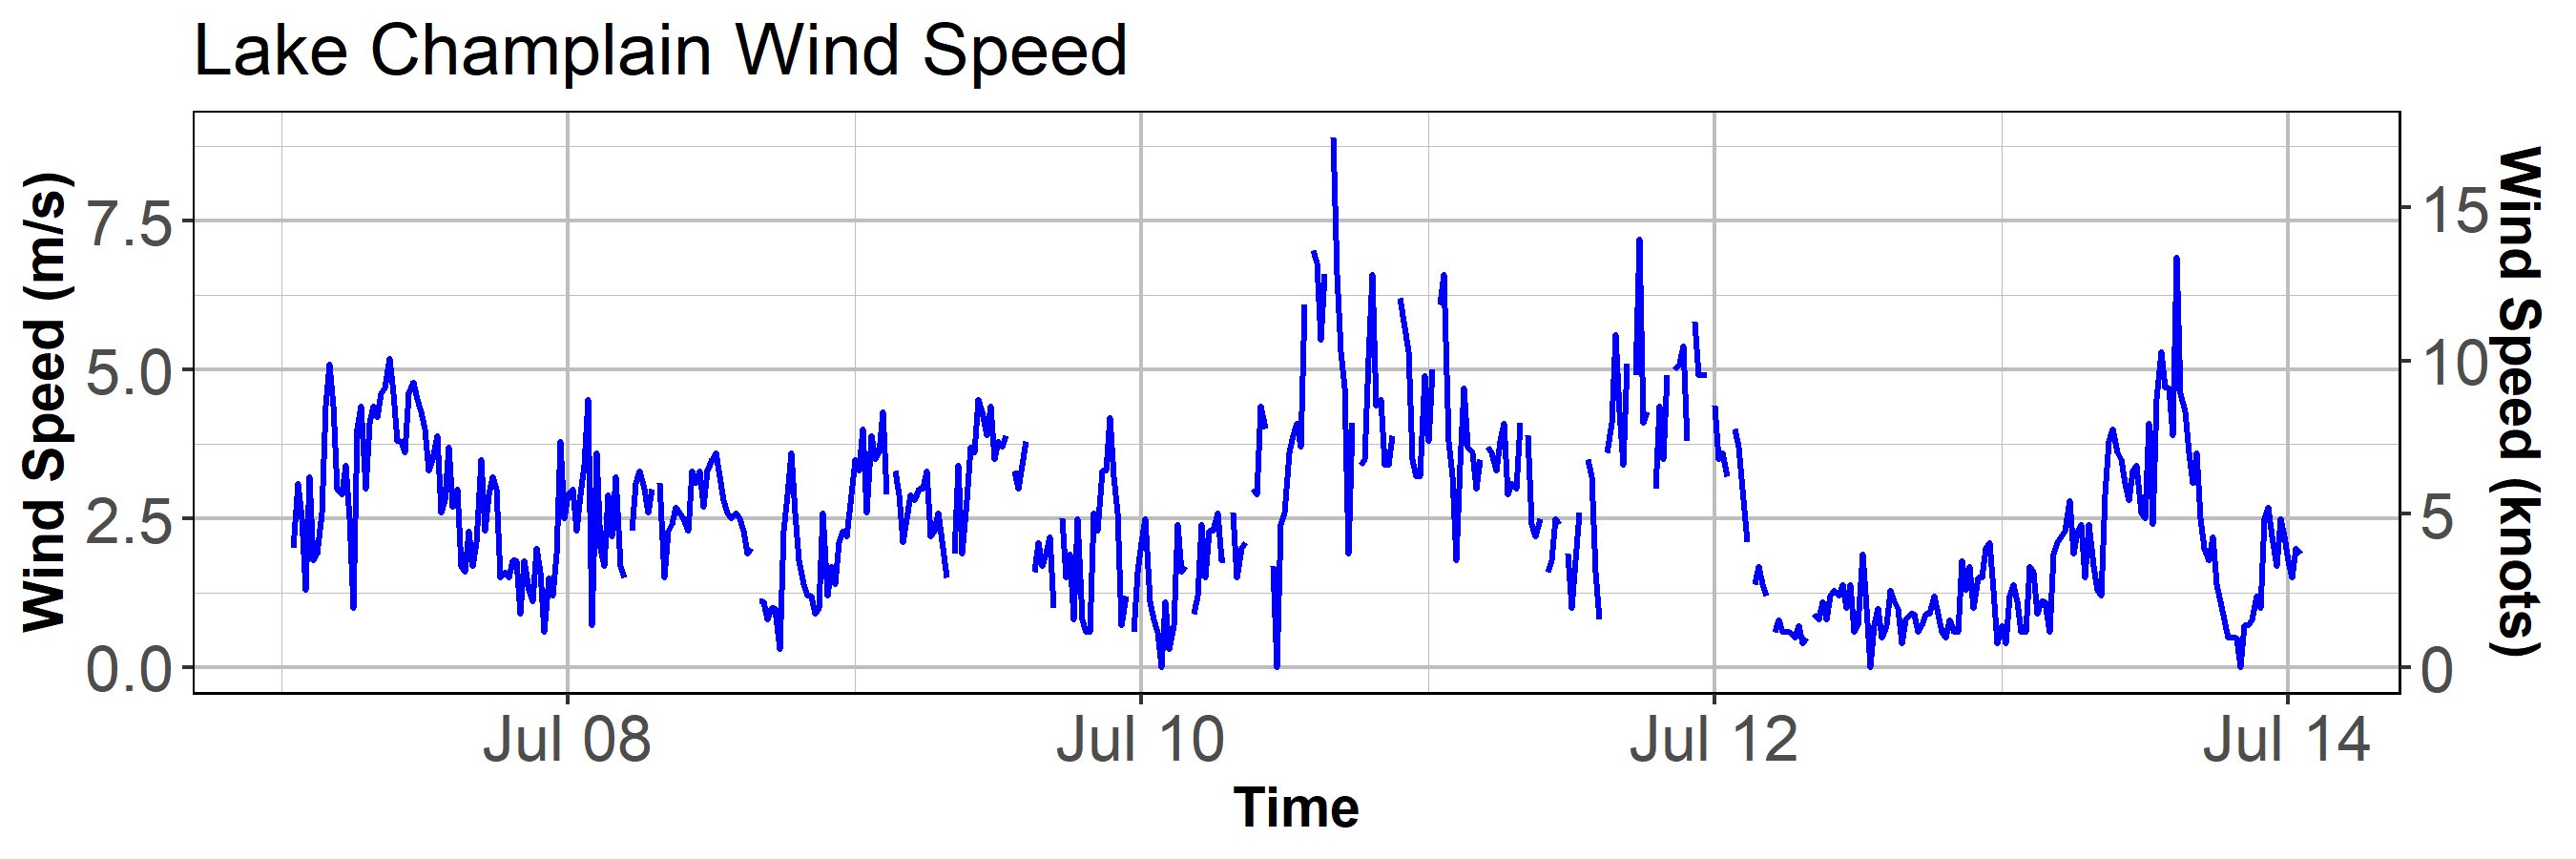 Lake Champlain Wind Speed
Wind Speed (m/s)
7.5
5.0
2.5
0.0
15
10
5
0
Wind Speed (knots)
Jul 08
Jul 10
Jul 12
Jul 14
Time